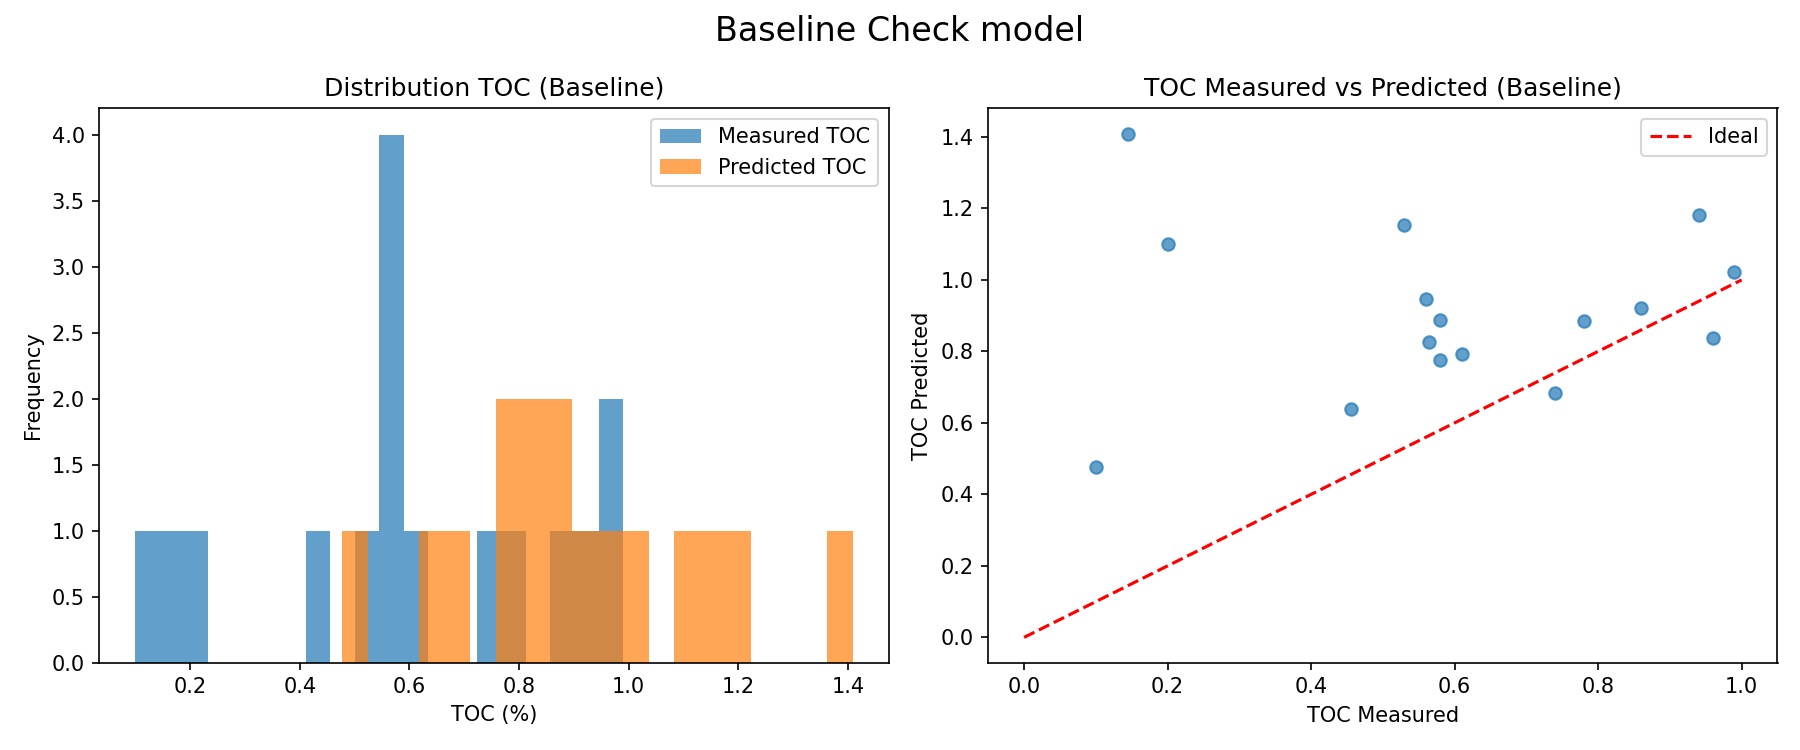 Baseline Check model
Distribution TOC (Baseline)
Measured TOC
Predicted TOC
Frequency
4.0
3.5
3.0
2.5
2.0
1.5
1.0
0.5
0.0
0.2 0.4 0.6 0.8 1.0 1.2 1.4
TOC (%)
TOC Measured vs Predicted (Baseline)
Ideal
TOC Predicted
1.4
1.2
1.0
0.8
0.6
0.4
0.2
0.0
0.0 0.2 0.4 0.6 0.8 1.0
TOC Measured